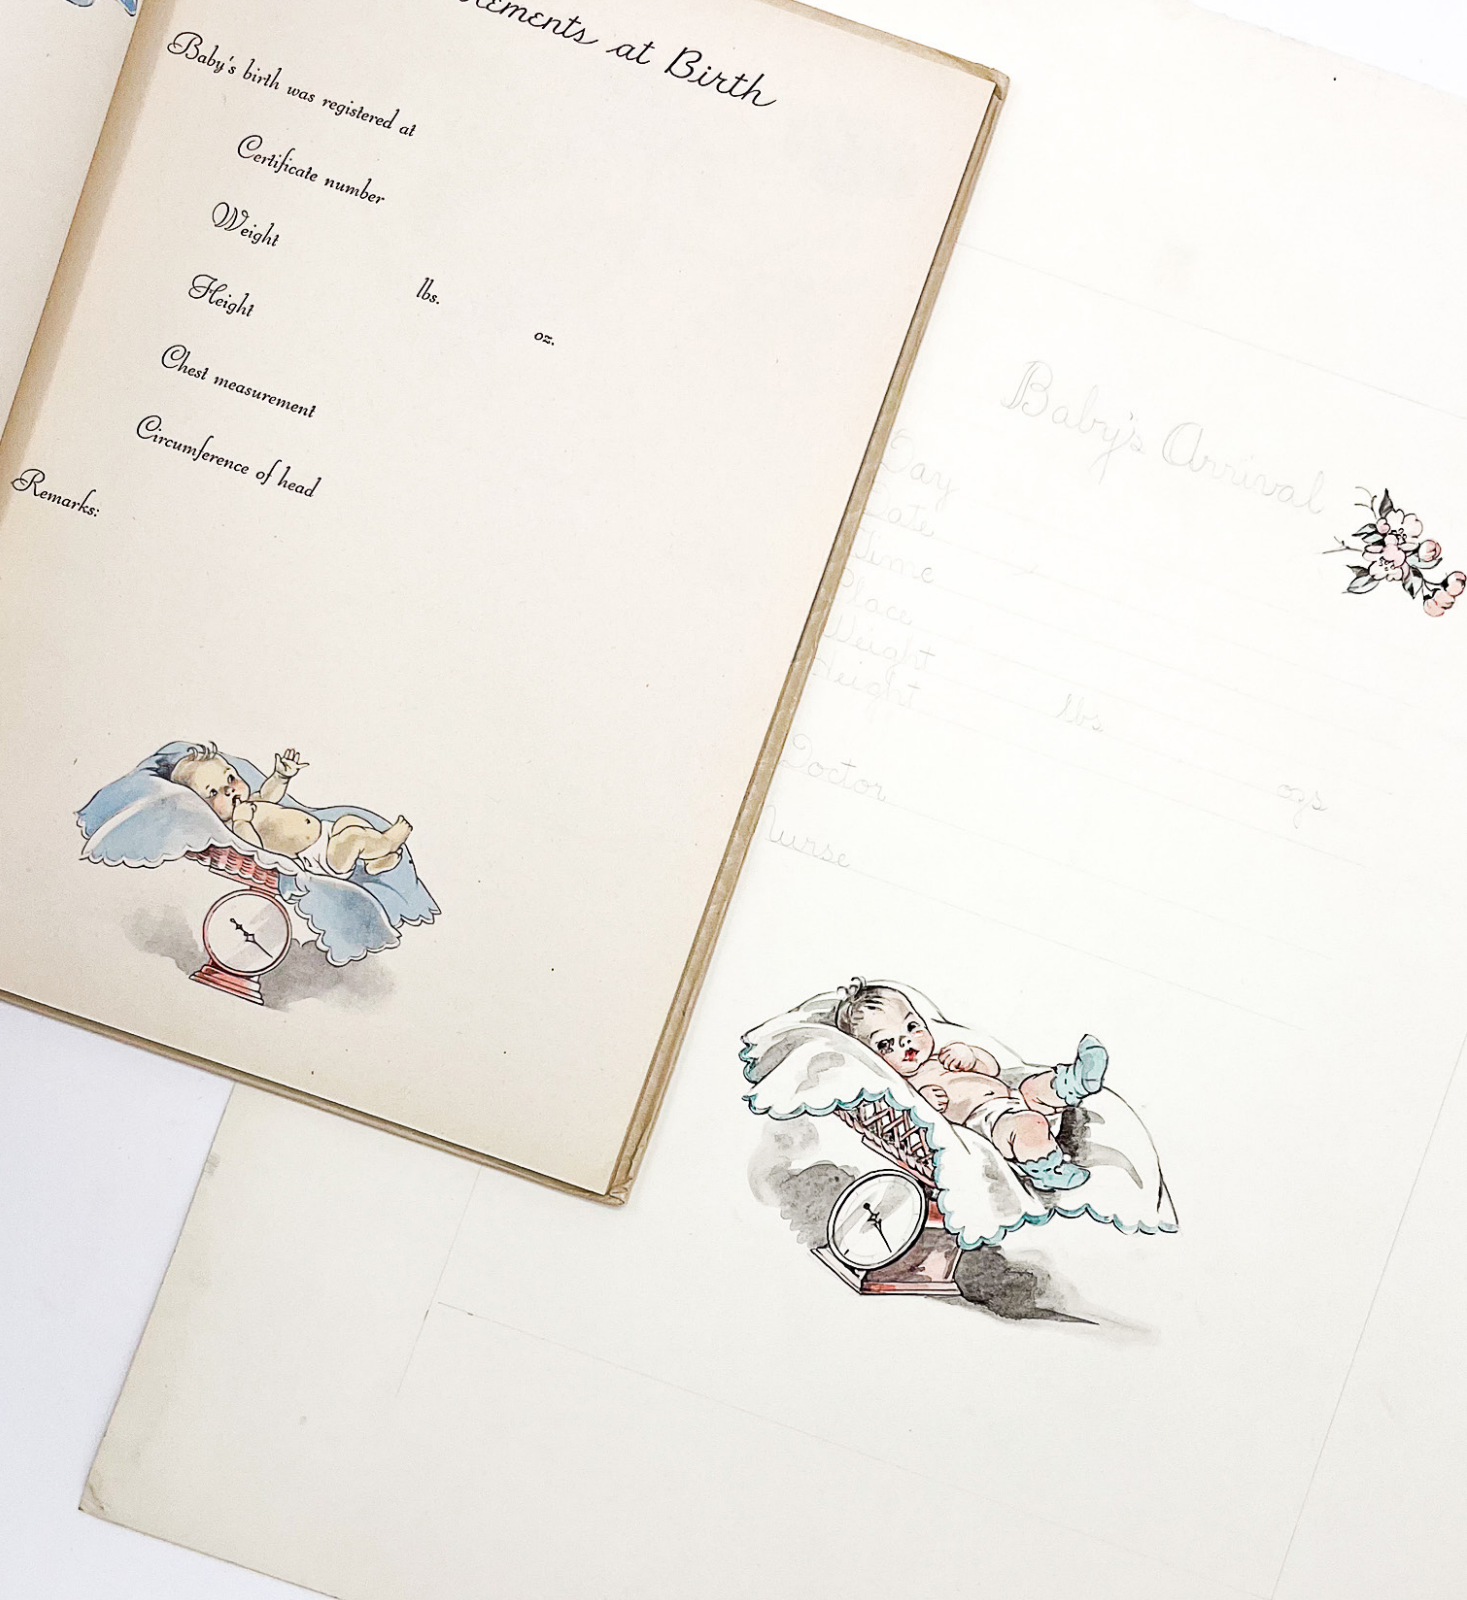 at Birth
Baby's birth was registered at
Certificate number
Weight
lbs.
oz.
Height
Chest measurement
Circumference of head
Remarks:
Baby's Arrival
Day
Date
Time
Place
Weight
lbs
ozs
Height
Doctor
Nurse